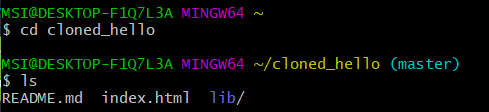 MSI@DESKTOP-F1Q7L3A MINGW64 ~
$ cd cloned_hello
MSI@DESKTOP-F1Q7L3A MINGW64 ~/cloned_hello (master)
$ ls
README.md  index.html  lib/